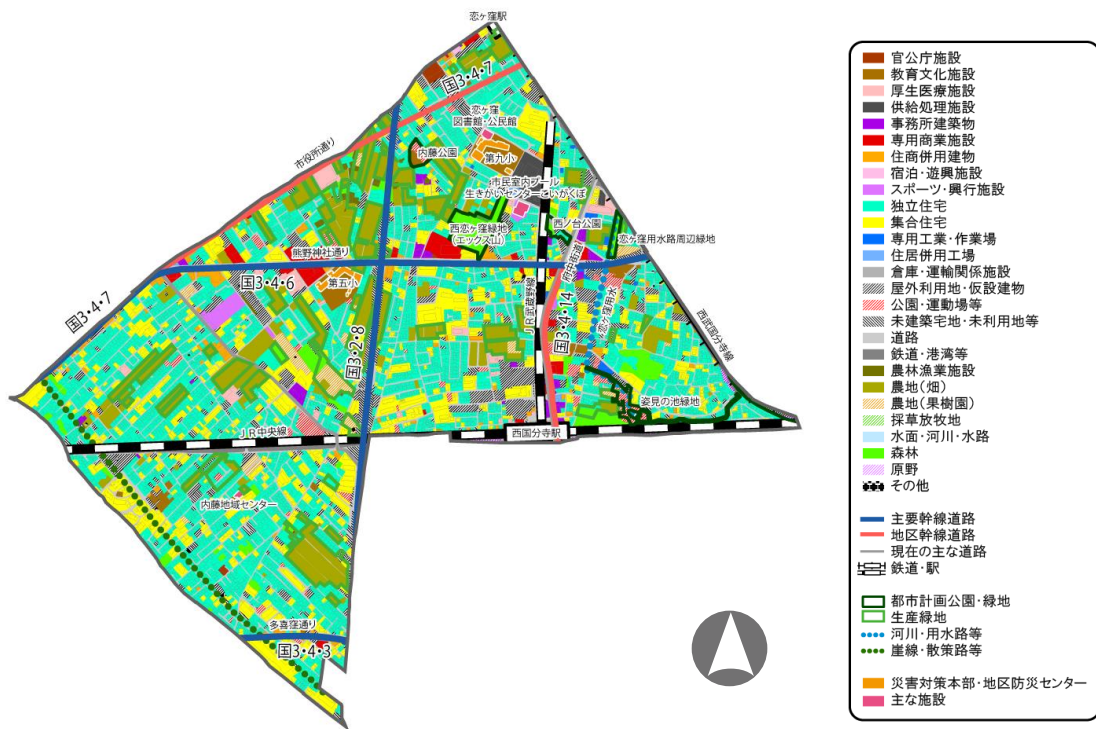 恋ヶ窪駅
国3・4・7
恋ヶ窪
図書館・公民館
市役所通り
内藤公園
第九小
市民室内プール
生きがいセンターこいがくぼ
西恋ヶ窪緑地
(エックス山)
西ノ台公園
恋ヶ窪用水路周辺緑地
熊野神社通り
府中街道
国3・4・6
第五小
国3・4・7
国3・2・8
JR武蔵野線
国3・4・14
恋ヶ窪用水
西武国分寺線
姿見の池緑地
JR中央線
西国分寺駅
内藤地域センター
多喜窪通り
国3・4・3
官公庁施設
教育文化施設
厚生医療施設
供給処理施設
事務所建築物
専用商業施設
住商併用建物
宿泊・遊興施設
スポーツ・興行施設
独立住宅
集合住宅
専用工業・作業場
住居併用工場
倉庫・運輸関係施設
屋外利用地・仮設建物
公園・運動場等
未建築宅地・未利用地等
道路
鉄道・港湾等
農林漁業施設
農地(畑)
農地(果樹園)
採草放牧地
水面・河川・水路
森林
原野
その他
主要幹線道路
地区幹線道路
現在の主な道路
鉄道・駅
都市計画公園・緑地
生産緑地
河川・用水路等
崖線・散策路等
災害対策本部・地区防災センター
主な施設